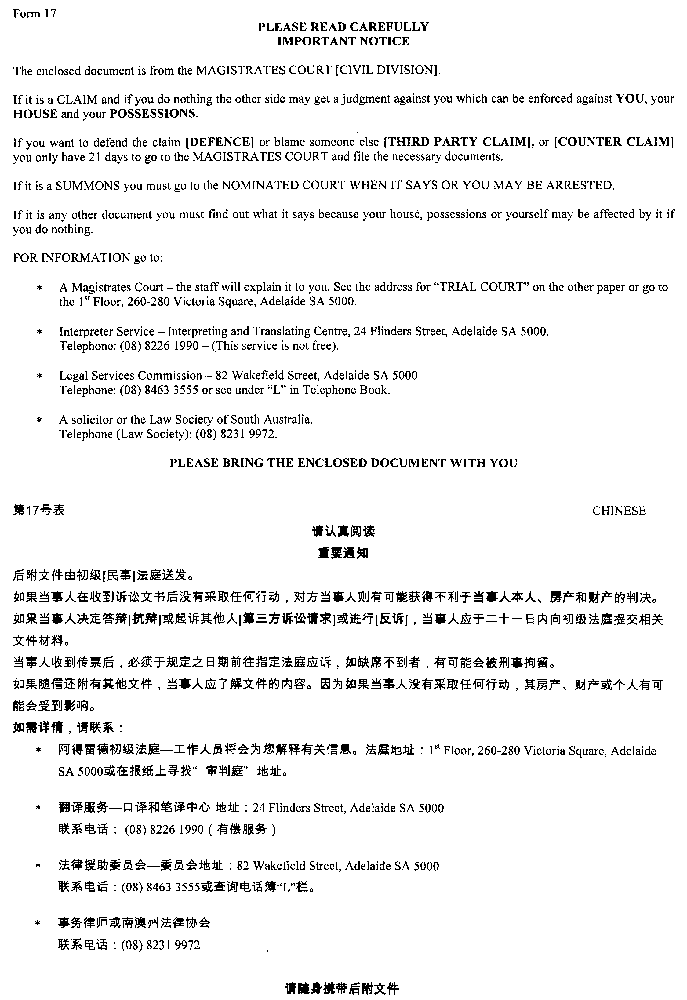 Form 17
PLEASE READ CAREFULLY
IMPORTANT NOTICE
The enclosed document is from the MAGISTRATES COURT [CIVIL DIVISION].
If it is a CLAIM and if you do nothing the other side may get a judgment against you which can be enforced against YOU, your
HOUSE and your POSSESSIONS.
If you want to defend the claim [DEFENCE] or blame someone else [THIRD PARTY CLAIM], or [COUNTER CLAIM]
you only have 21 days to go to the MAGISTRATES COURT and file the necessary documents.
If it is a SUMMONS you must go to the NOMINATED COURT WHEN IT SAYS OR YOU MAY BE ARRESTED.
If it is any other document you must find out what it says because your house, possessions or yourself may be affected by it if
you do nothing.
FOR INFORMATION go to:
* A Magistrates Court – the staff will explain it to you. See the address for “TRIAL COURT” on the other paper or go to
the 1st Floor, 260-280 Victoria Square, Adelaide SA 5000.
* Interpreter Service – Interpreting and Translating Centre, 24 Flinders Street, Adelaide SA 5000.
Telephone: (08) 8226 1990 – (This service is not free).
* Legal Services Commission – 82 Wakefield Street, Adelaide SA 5000
Telephone: (08) 8463 3555 or see under “L” in Telephone Book.
* A solicitor or the Law Society of South Australia.
Telephone (Law Society): (08) 8231 9972.
PLEASE BRING THE ENCLOSED DOCUMENT WITH YOU
第17号表 CHINESE
请认真阅读
重要通知
后附文件由初级[民事]法庭送发。
如果当事人在收到诉讼文书后没有采取任何行动，对方当事人则有可能获得不利于当事人本人、房产和财产的判决。
如果当事人决定答辩[抗辩]或起诉其他人[第三方诉讼请求]或进行[反诉]，当事人应于二十一日内向初级法庭提交相关
文件材料。
当事人收到传票后，必须于规定之日期前往指定法庭应诉，如缺席不到者，有可能会被刑事拘留。
如果随信还附有其他文件，当事人应了解文件的内容。因为如果当事人没有采取任何行动，其房产、财产或个人有可
能会受到影响。
如需详情，请联系：
* 阿得雷德初级法庭—工作人员将会为您解释有关信息。法庭地址：1st Floor, 260-280 Victoria Square, Adelaide
SA 5000或在报纸上寻找“审判庭”地址。
* 翻译服务—口译和笔译中心 地址：24 Flinders Street, Adelaide SA 5000
联系电话： (08) 8226 1990（有偿服务）
* 法律援助委员会—委员会地址：82 Wakefield Street, Adelaide SA 5000
联系电话：(08) 8463 3555或查询电话簿“L”栏。
* 事务律师或南澳州法律协会
联系电话：(08) 8231 9972
请随身携带后附文件